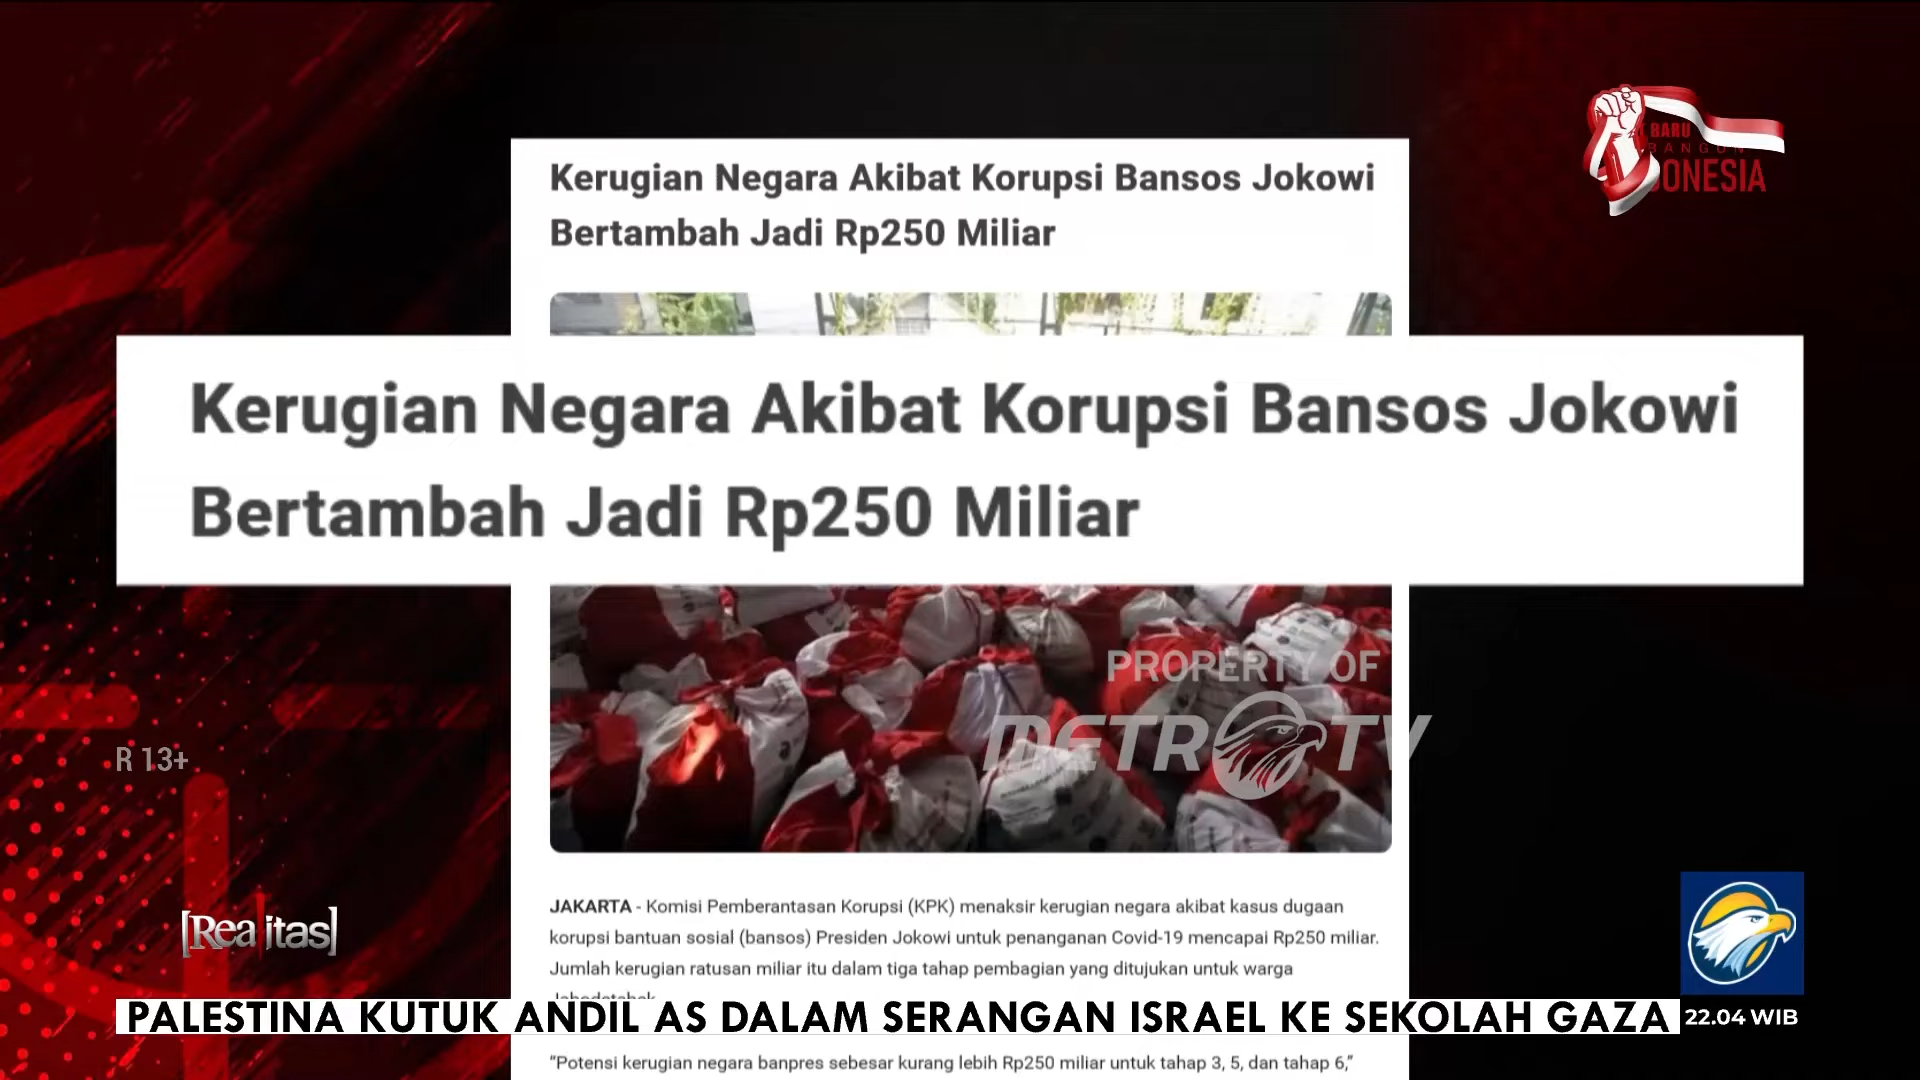 BARU
BANGUN
ONESIA
Kerugian Negara Akibat Korupsi Bansos Jokowi
Bertambah Jadi Rp250 Miliar
Kerugian Negara Akibat Korupsi Bansos Jokowi
Bertambah Jadi Rp250 Miliar
PROPERTY OF
METRO TV
R 13+
[Realitas]
JAKARTA - Komisi Pemberantasan Korupsi (KPK) menaksir kerugian negara akibat kasus dugaan
korupsi bantuan sosial (bansos) Presiden Jokowi untuk penanganan Covid-19 mencapai Rp250 miliar.
Jumlah kerugian ratusan miliar itu dalam tiga tahap pembagian yang ditujukan untuk warga
PALESTINA KUTUK ANDIL AS DALAM SERANGAN ISRAEL KE SEKOLAH GAZA
22.04 WIB
“Potensi kerugian negara banpres sebesar kurang lebih Rp250 miliar untuk tahap 3, 5, dan tahap 6,”